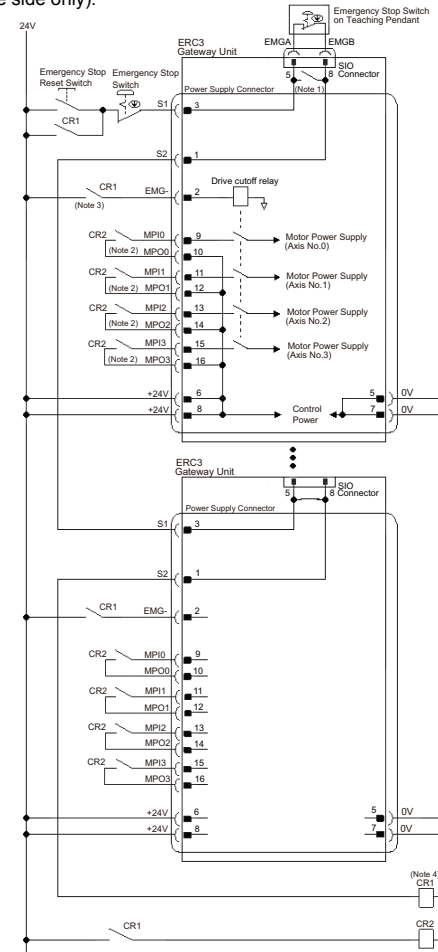 e side only).
24V
Emergency Stop Switch
on Teaching Pendant
EMGA
EMGB
ERC3
Gateway Unit
5
8
SIO
Connector
(Note 1)
Emergency Stop
Reset Switch
Emergency Stop
Switch
Power Supply Connector
CR1
S1
3
S2
1
CR1
EMG-
2
Drive cutoff relay
(Note 3)
CR2
MPI0
9
Motor Power Supply
(Axis No.0)
(Note 2)
MPO0
10
CR2
MPI1
11
Motor Power Supply
(Axis No.1)
(Note 2)
MPO1
12
CR2
MPI2
13
Motor Power Supply
(Axis No.2)
(Note 2)
MPO2
14
CR2
MPI3
15
Motor Power Supply
(Axis No.3)
(Note 2)
MPO3
16
+24V
6
5
0V
+24V
8
Control
Power
7
0V
ERC3
Gateway Unit
5
8
SIO
Connector
Power Supply Connector
S1
3
S2
1
CR1
EMG-
2
CR2
MPI0
9
MPO0
10
CR2
MPI1
11
MPO1
12
CR2
MPI2
13
MPO2
14
CR2
MPI3
15
MPO3
16
+24V
6
5
0V
+24V
8
7
0V
(Note 4)
CR1
CR1
CR2